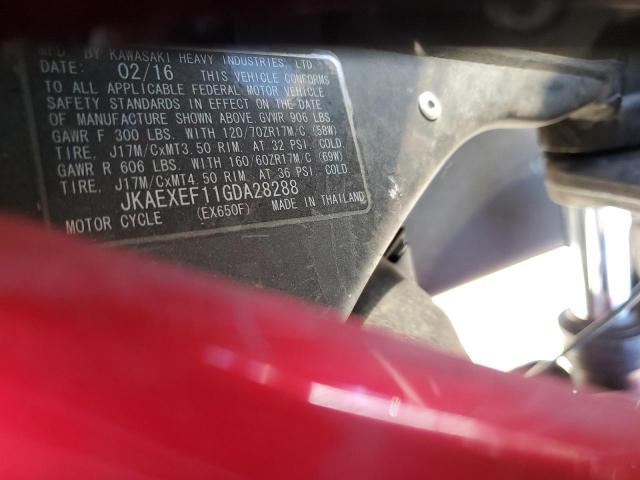 MFD. BY KAWASAKI HEAVY INDUSTRIES, LTD.
DATE: 02/16 THIS VEHICLE CONFORMS
TO ALL APPLICABLE FEDERAL MOTOR VEHICLE
SAFETY STANDARDS IN EFFECT ON THE DATE
OF MANUFACTURE SHOWN ABOVE. GVWR 906 LBS
GAWR F 300 LBS. WITH 120/70ZR17M/C (58W)
TIRE, J17M/CxMT3.50 RIM. AT 32 PSI. COLD.
GAWR R 606 LBS. WITH 160/60ZR17M/C (69W)
TIRE, J17M/CxMT4.50 RIM. AT 36 PSI. COLD.
JKAEXEF11GDA28288
MOTOR CYCLE (EX650F) MADE IN THAILAND